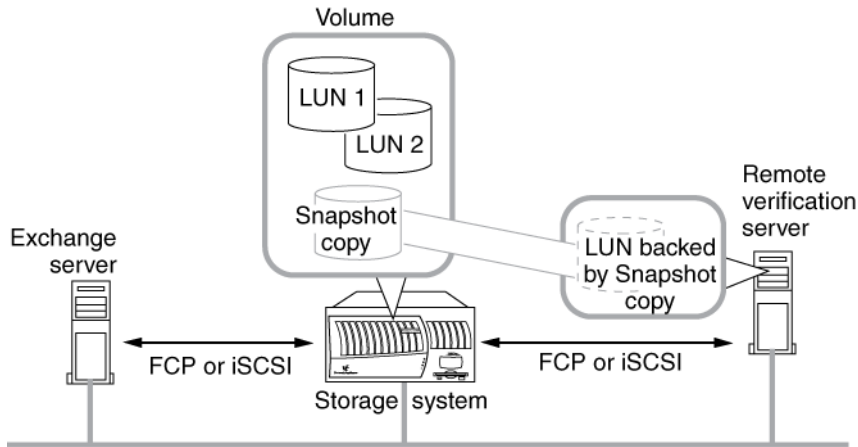 Volume
LUN 1
LUN 2
Snapshot
copy
Remote
verification
server
LUN backed
by Snapshot
copy
Exchange
server
FCP or iSCSI
FCP or iSCSI
Storage system